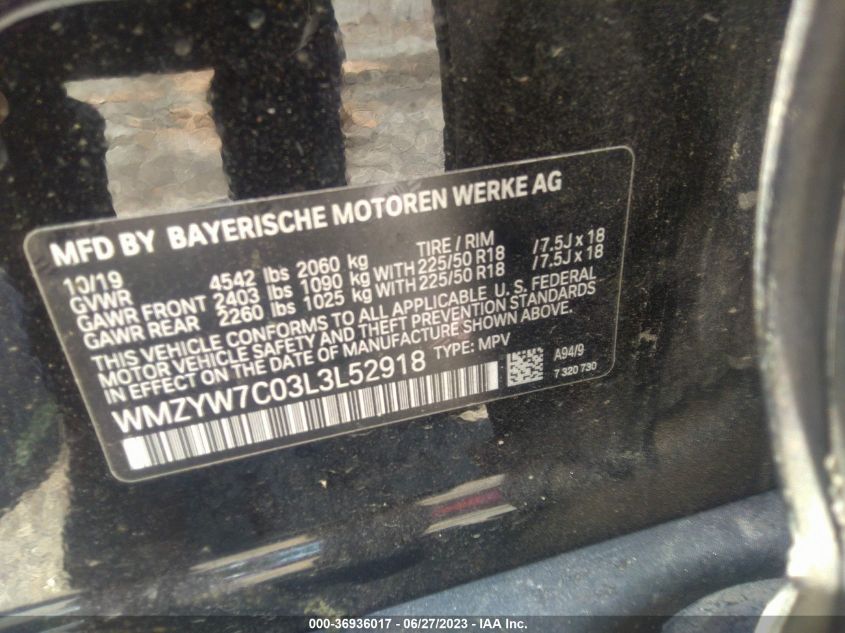 MFD BY BAYERISCHE MOTOREN WERKE AG
10/19 TIRE / RIM
GVWR 4542 lbs 2060 kg
GAWR FRONT 2403 lbs 1090 kg WITH 225/50 R18 /7.5J x 18
GAWR REAR 2260 lbs 1025 kg WITH 225/50 R18 /7.5J x 18
THIS VEHICLE CONFORMS TO ALL APPLICABLE U.S. FEDERAL
MOTOR VEHICLE SAFETY AND THEFT PREVENTION STANDARDS
IN EFFECT ON THE DATE OF MANUFACTURE SHOWN ABOVE.
WMZYW7C03L3L52918 TYPE: MPV
A94/9
7 320 730
000-36936017 - 06/27/2023 - IAA Inc.